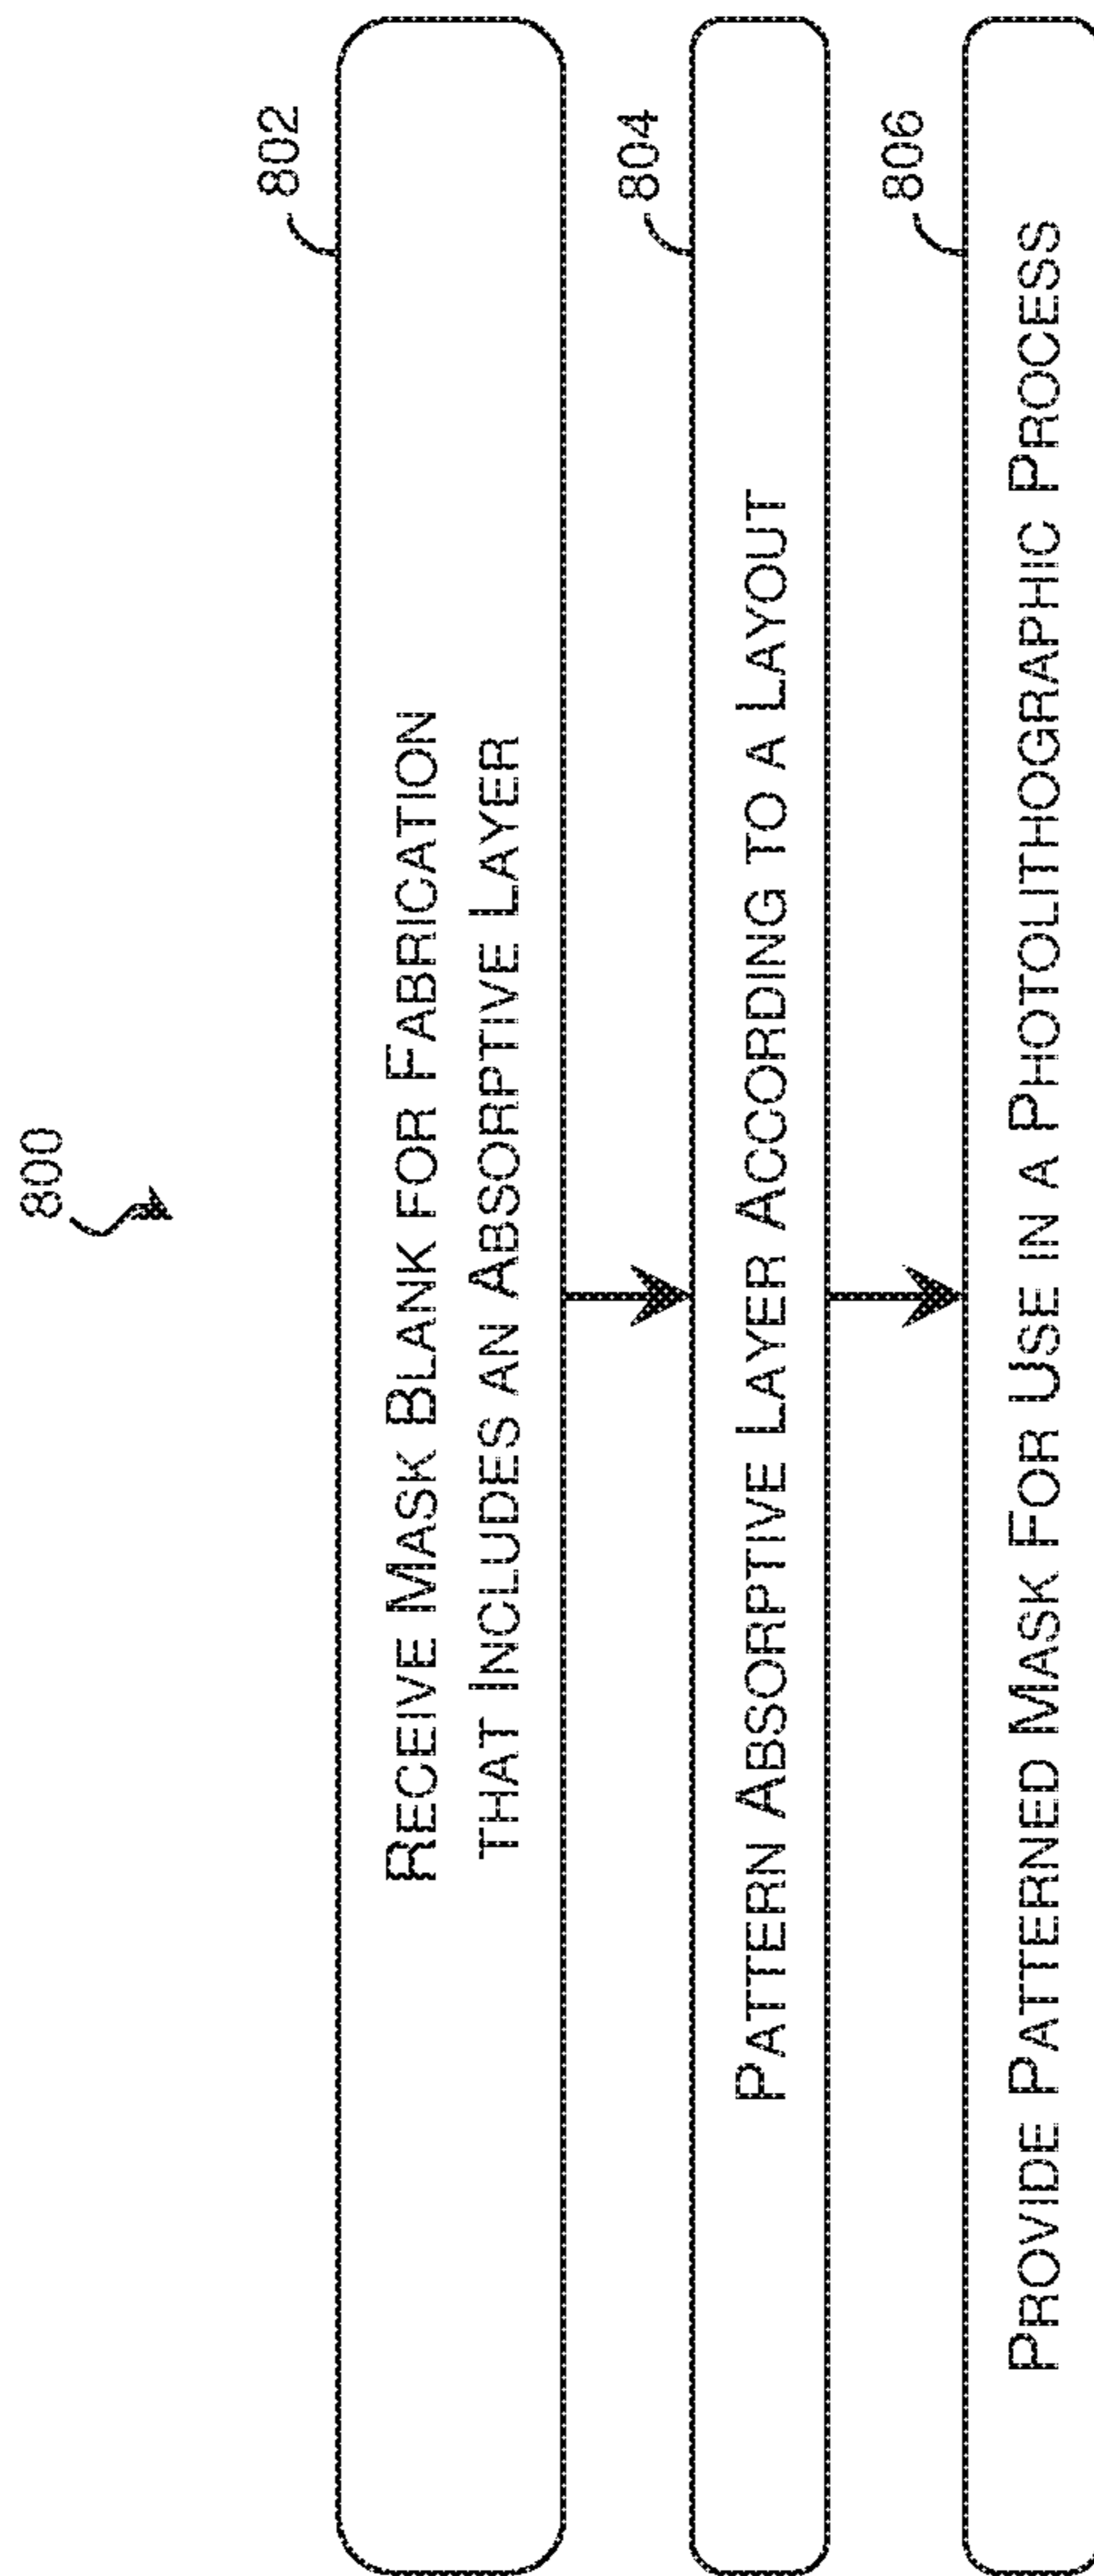 800
802
RECEIVE MASK BLANK FOR FABRICATION
THAT INCLUDES AN ABSORPTIVE LAYER
804
PATTERN ABSORPTIVE LAYER ACCORDING TO A LAYOUT
806
PROVIDE PATTERNED MASK FOR USE IN A PHOTOLITHOGRAPHIC PROCESS